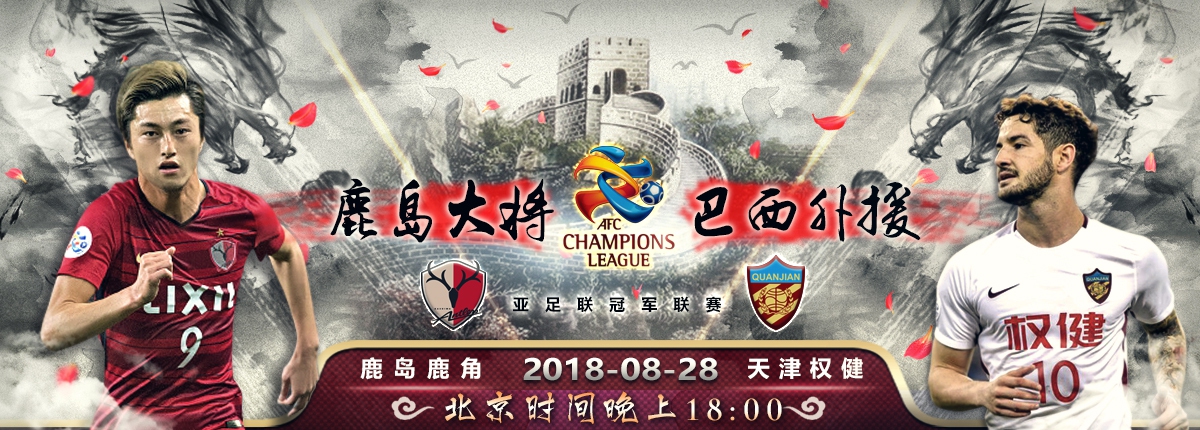 鹿岛大将
巴西外援
AFC
CHAMPIONS
LEAGUE
QUANJIAN
亚足联冠军联赛
LIXIL
9
权健
10
鹿岛鹿角 2018-08-28 天津权健
北京时间晚上18:00